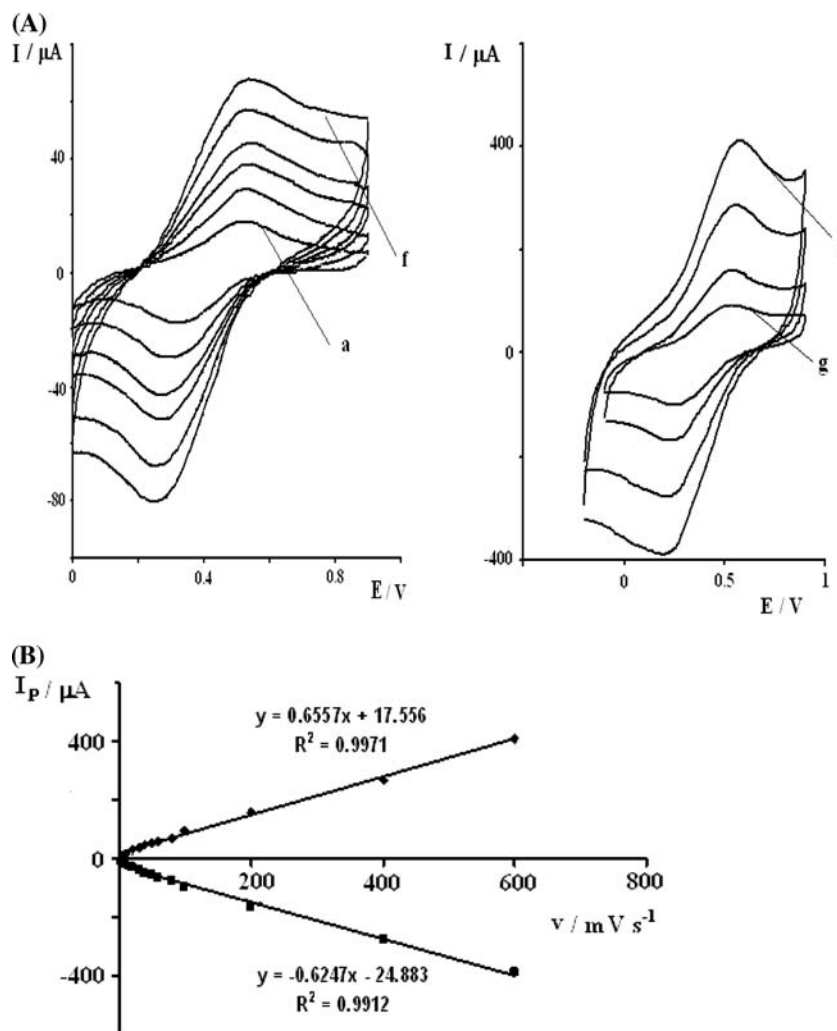 (A)
I / µA
40
0
-40
-80
0
0.4
0.8
E / V
f
a
I / µA
400
200
0
-200
-400
0
0.5
1
E / V
g
(B)
I_P / µA
400
0
-400
200
400
600
800
y = 0.6557x + 17.556
R² = 0.9971
v / mV s⁻¹
y = -0.6247x - 24.883
R² = 0.9912